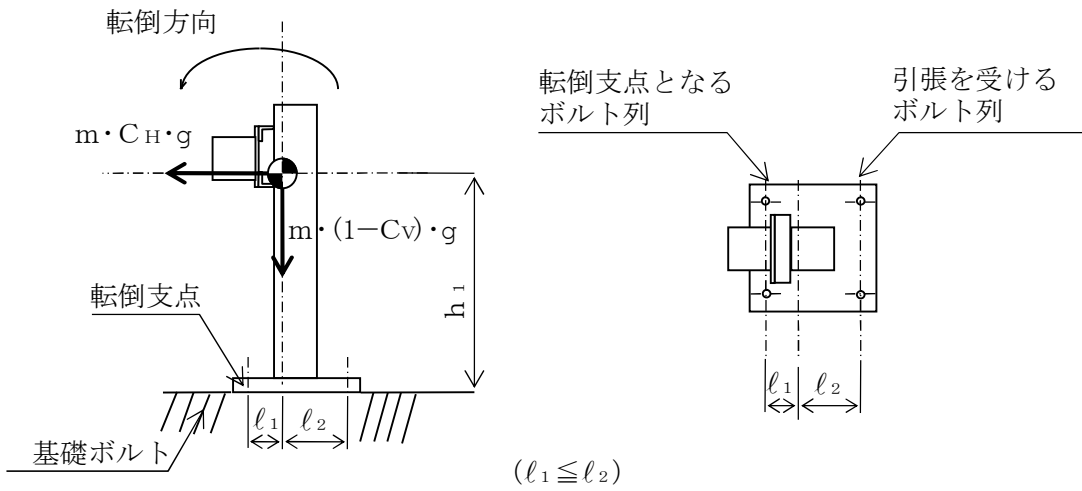 転倒方向
m・CH・g
m・(1−CV)・g
転倒支点
h1
ℓ1
ℓ2
基礎ボルト
転倒支点となる
ボルト列
引張を受ける
ボルト列
ℓ1
ℓ2
(ℓ1≦ℓ2)